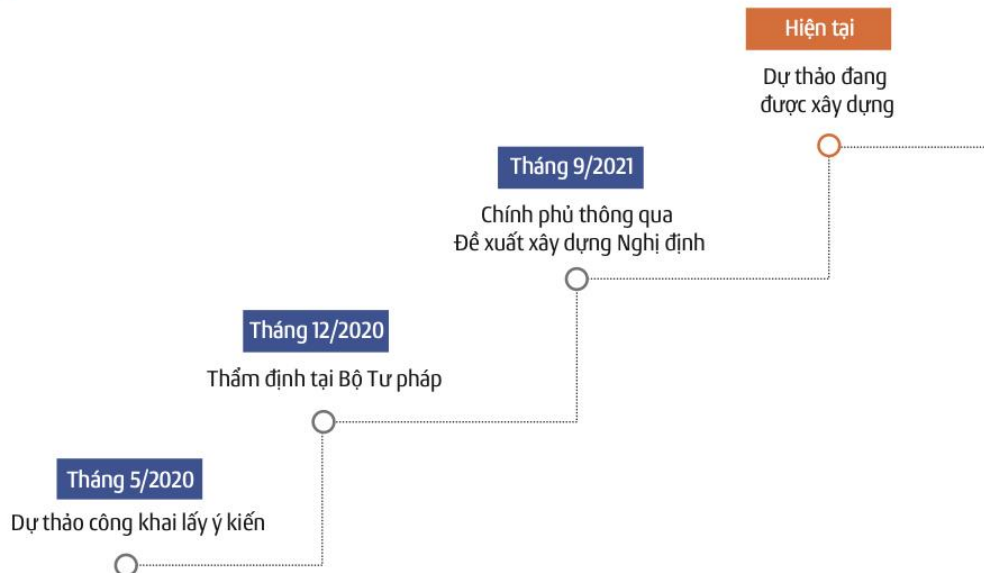 Hiện tại
Dự thảo đang
được xây dựng
Tháng 9/2021
Chính phủ thông qua
Đề xuất xây dựng Nghị định
Tháng 12/2020
Thẩm định tại Bộ Tư pháp
Tháng 5/2020
Dự thảo công khai lấy ý kiến